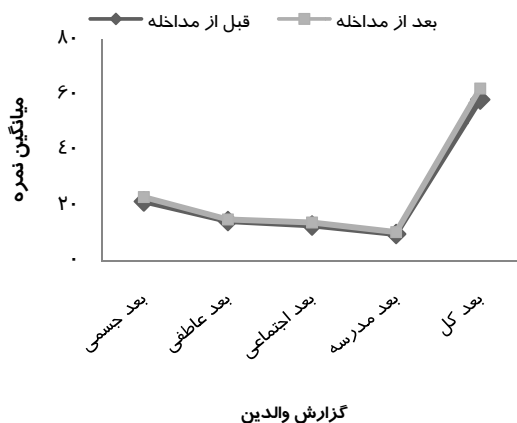 قبل از مداخله بعد از مداخله
۸۰
۶۰
۴۰
۲۰
۰
میانگین نمره
بعد جسمی
بعد عاطفی
بعد اجتماعی
بعد مدرسه
بعد کل
گزارش والدین